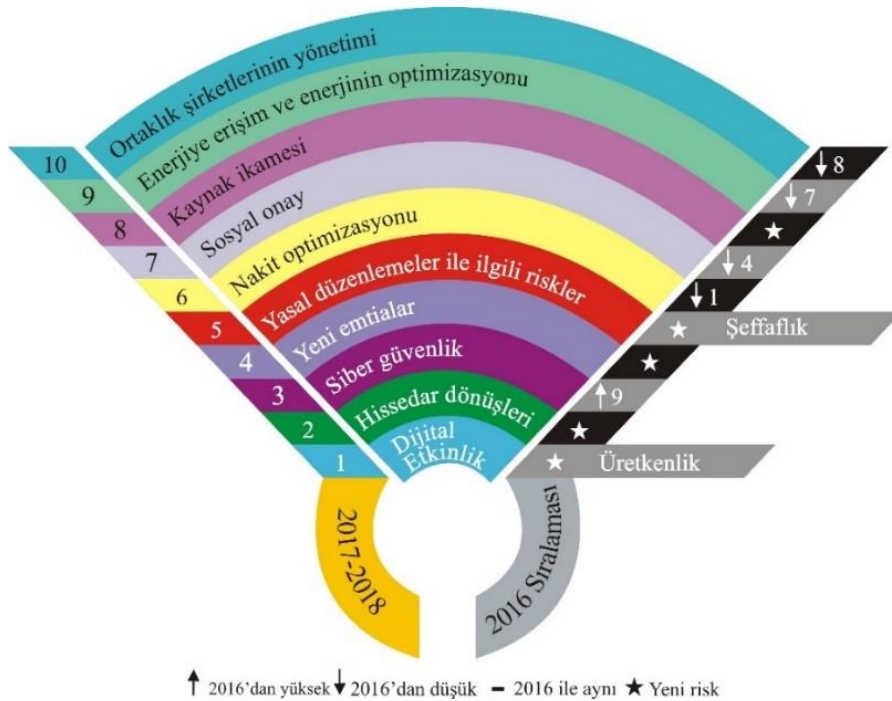 Ortaklık şirketlerinin yönetimi
Enerjiye erişim ve enerjinin optimizasyonu
Kaynak ikamesi
Sosyal onay
Nakit optimizasyonu
Yasal düzenlemeler ile ilgili riskler
Yeni emtialar
Siber güvenlik
Hissedar dönüşleri
Dijital
Etkinlik
10
9
8
7
6
5
4
3
2
1
↓ 8
↓ 7
★
↓ 4
↓ 1
★ Şeffaflık
★
↑ 9
★
★ Üretkenlik
2017-2018
2016 Sıralaması
↑ 2016’dan yüksek ↓ 2016’dan düşük - 2016 ile aynı ★ Yeni risk